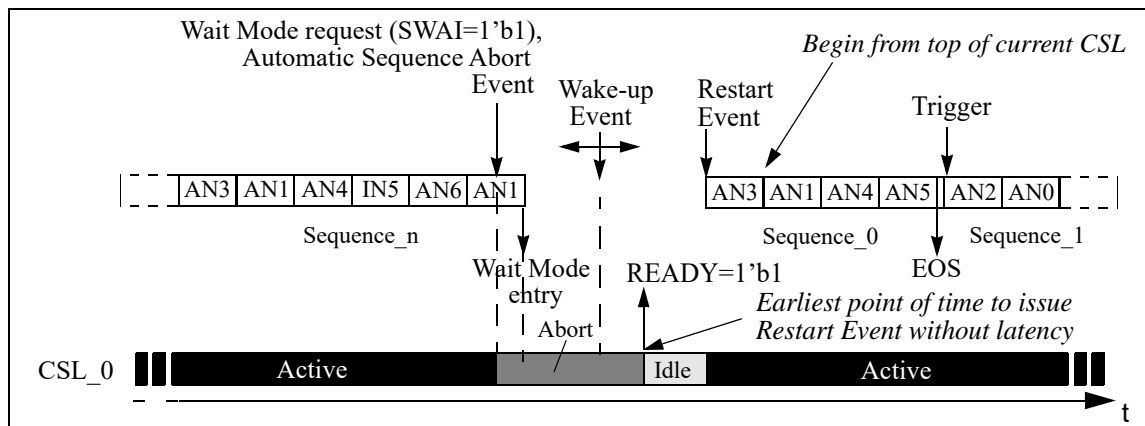 Wait Mode request (SWAI=1’b1),
Automatic Sequence Abort
Event
Wake-up
Event
Restart
Event
Begin from top of current CSL
Trigger
AN3 AN1 AN4 IN5 AN6 AN1
AN3 AN1 AN4 AN5 AN2 AN0
Sequence_n
Sequence_0
Sequence_1
Wait Mode
entry
READY=1’b1
EOS
Earliest point of time to issue
Restart Event without latency
Abort
CSL_0
Active
Idle
Active
t